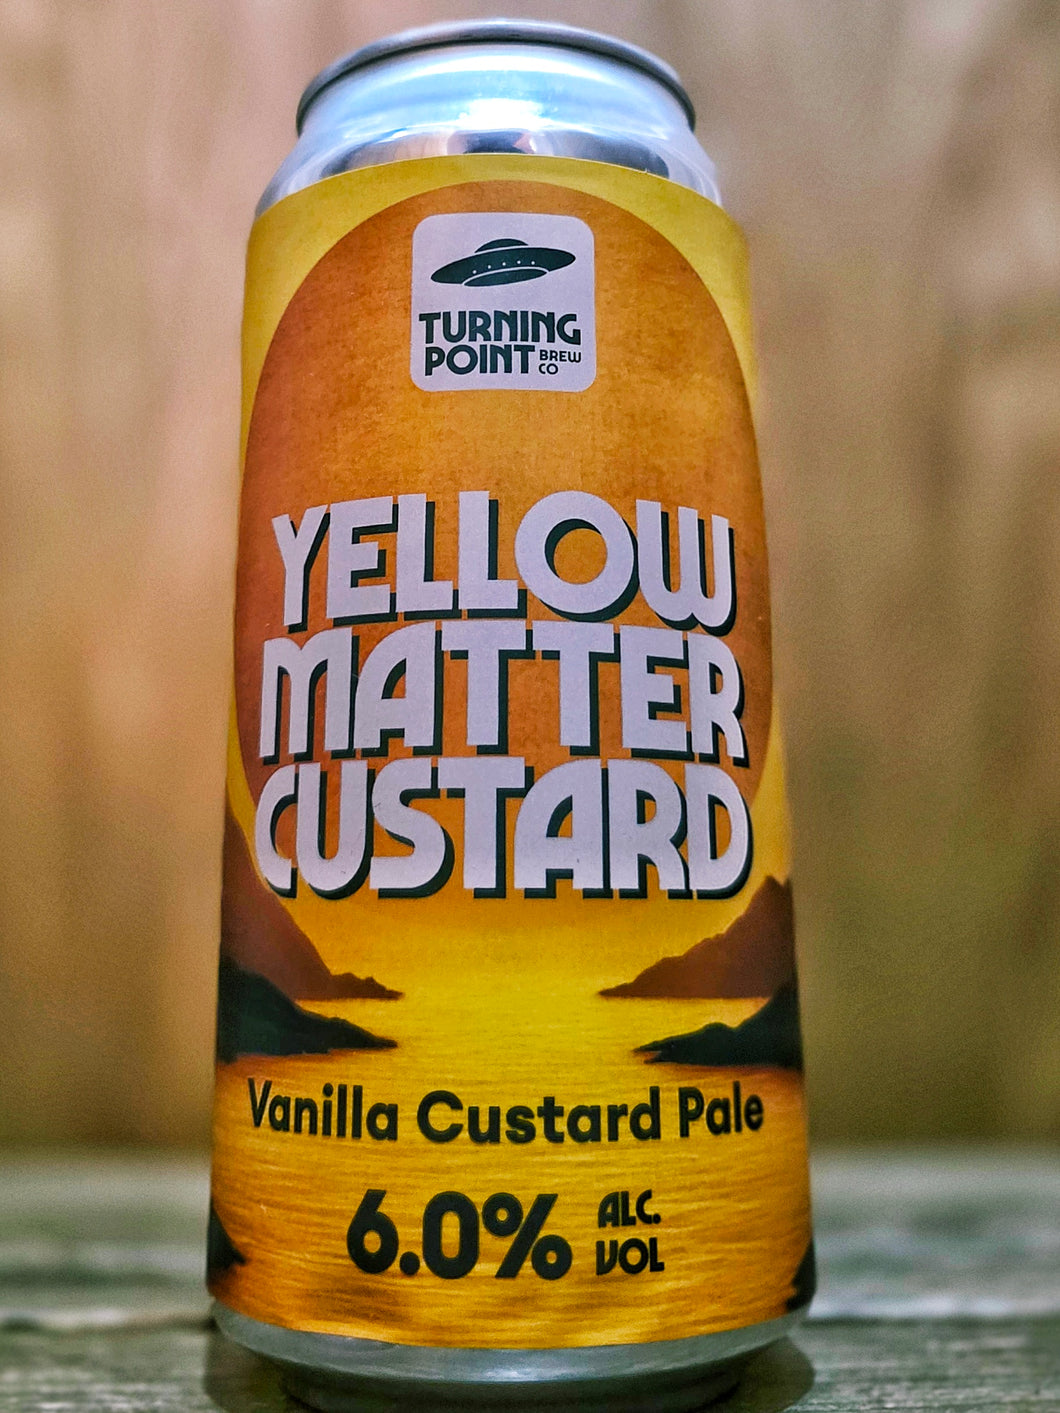 TURNING
POINT BREW CO
YELLOW
MATTER
CUSTARD
Vanilla Custard Pale
6.0% ALC. VOL